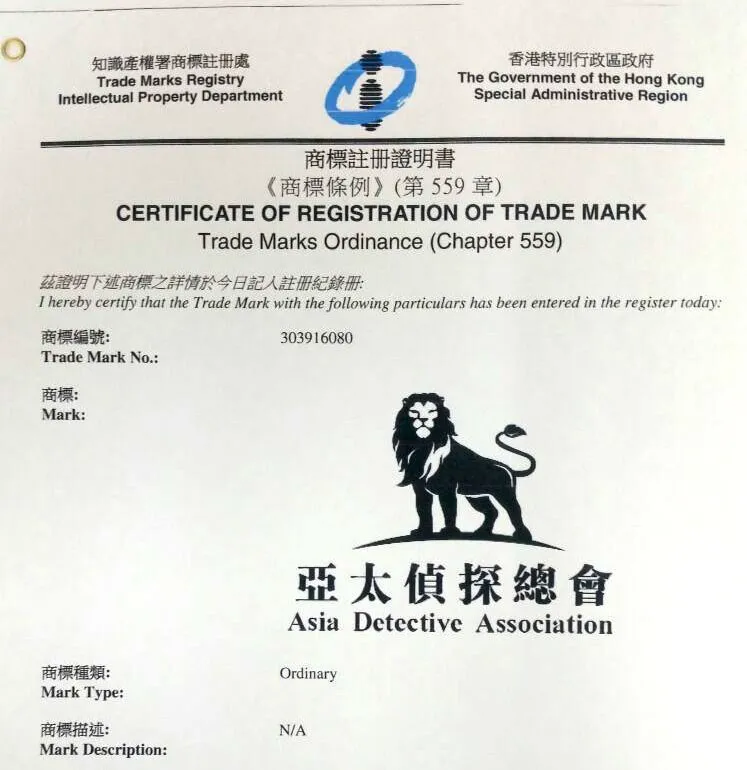 知識產權署商標註冊處
Trade Marks Registry
Intellectual Property Department
香港特別行政區政府
The Government of the Hong Kong
Special Administrative Region
商標註冊證明書
《商標條例》(第 559 章)
CERTIFICATE OF REGISTRATION OF TRADE MARK
Trade Marks Ordinance (Chapter 559)
茲證明下述商標之詳情於今日記入註冊紀錄冊:
I hereby certify that the Trade Mark with the following particulars has been entered in the register today:
商標編號:
Trade Mark No.:
303916080
商標:
Mark:
亞太偵探總會
Asia Detective Association
商標種類:
Mark Type:
Ordinary
商標描述:
Mark Description:
N/A